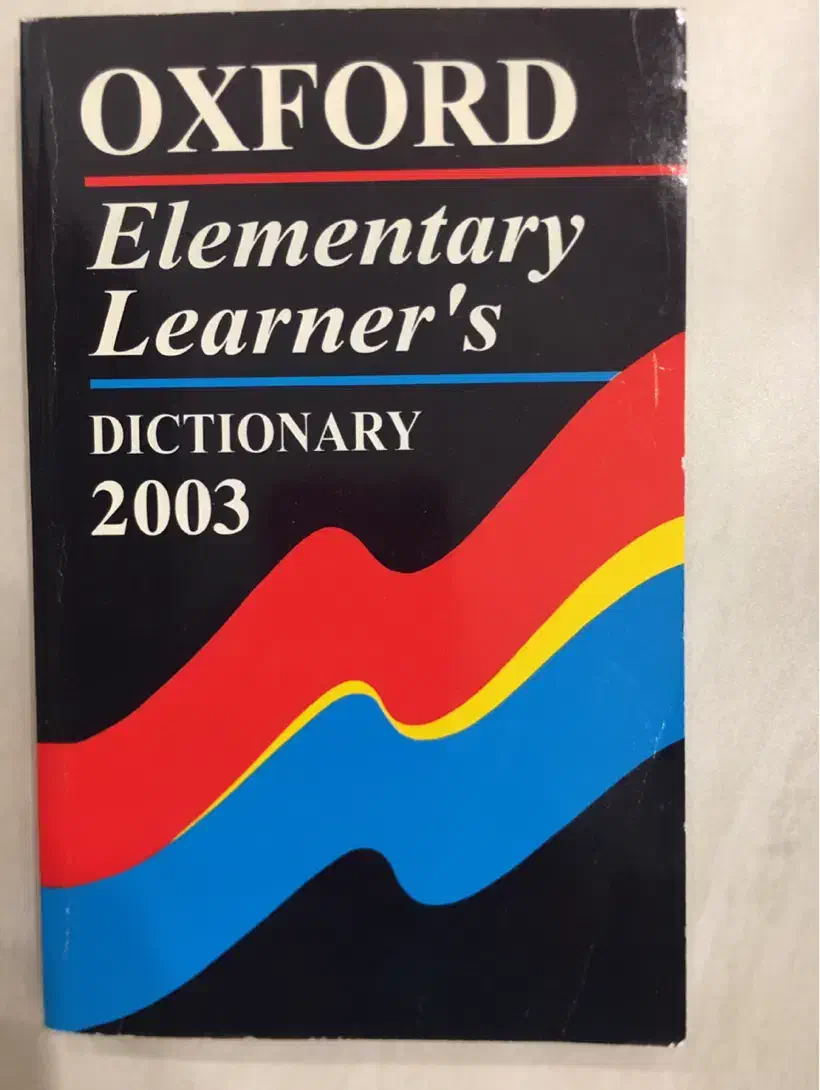 OXFORD
Elementary
Learner's
DICTIONARY
2003